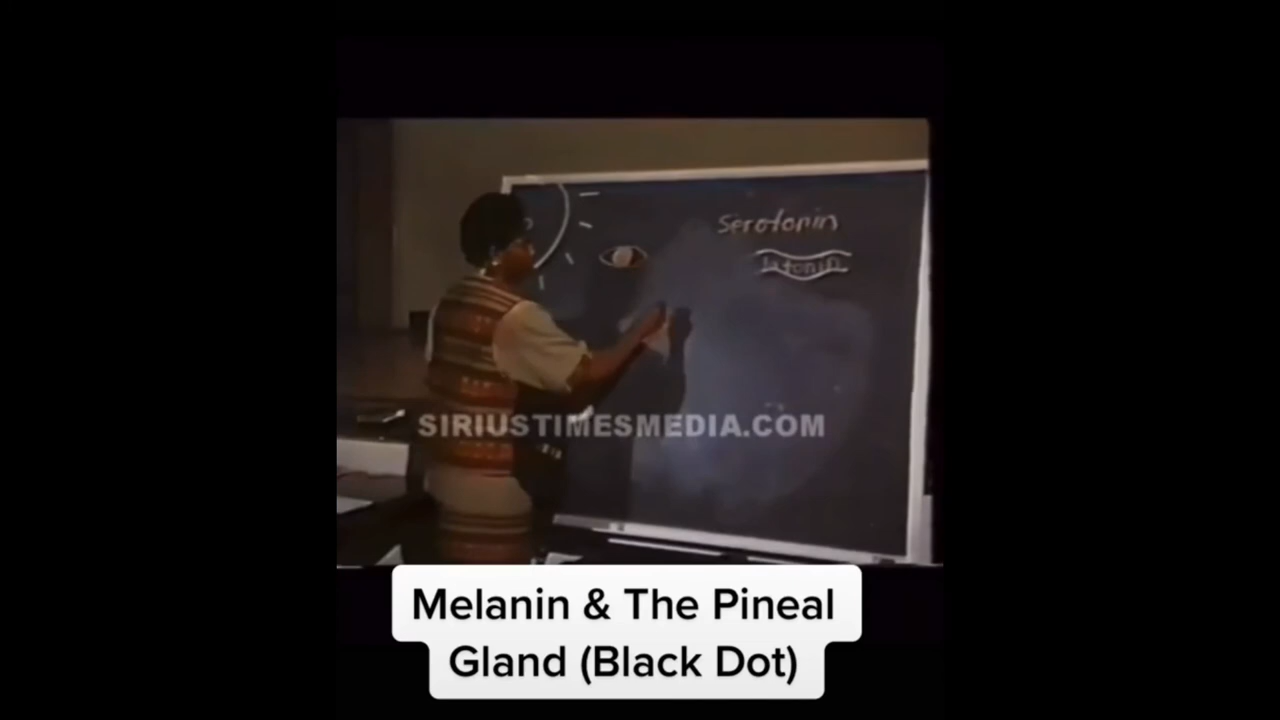 Serotonin
SIRIUSTIMESMEDIA.COM
Melanin & The Pineal
Gland (Black Dot)